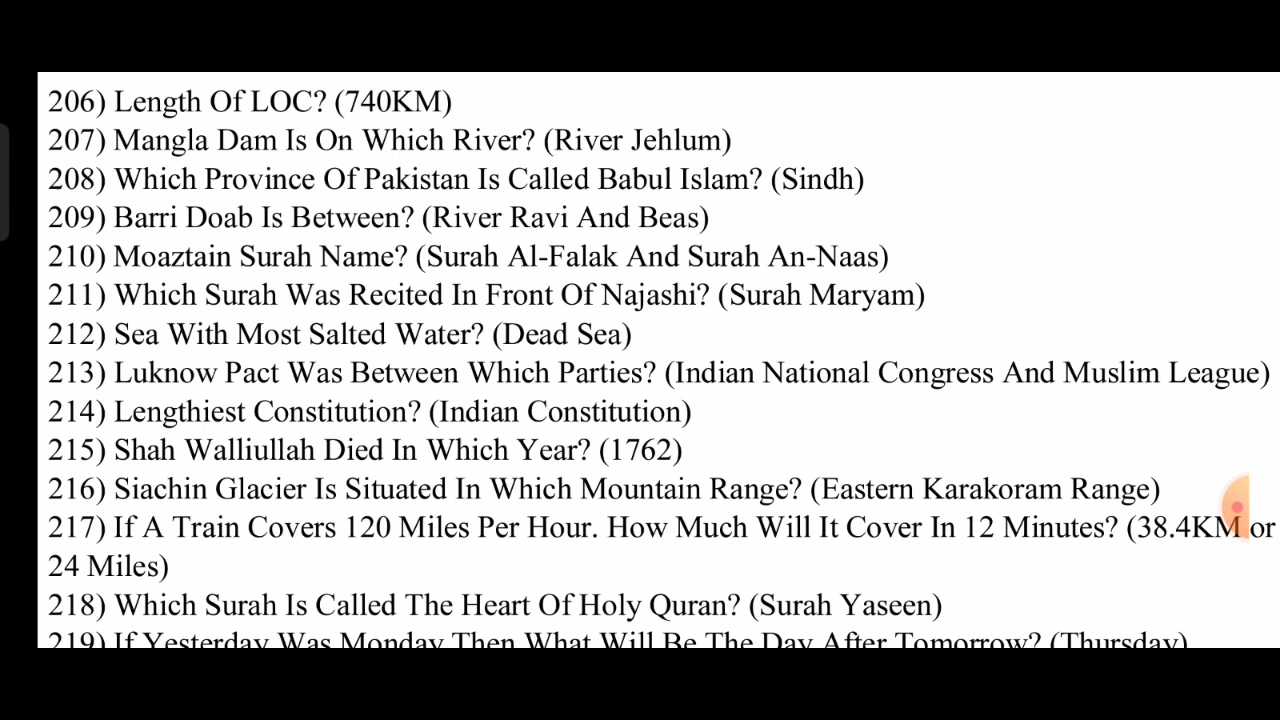 206) Length Of LOC? (740KM)
207) Mangla Dam Is On Which River? (River Jehlum)
208) Which Province Of Pakistan Is Called Babul Islam? (Sindh)
209) Barri Doab Is Between? (River Ravi And Beas)
210) Moaztain Surah Name? (Surah Al-Falak And Surah An-Naas)
211) Which Surah Was Recited In Front Of Najashi? (Surah Maryam)
212) Sea With Most Salted Water? (Dead Sea)
213) Luknow Pact Was Between Which Parties? (Indian National Congress And Muslim League)
214) Lengthiest Constitution? (Indian Constitution)
215) Shah Walliullah Died In Which Year? (1762)
216) Siachin Glacier Is Situated In Which Mountain Range? (Eastern Karakoram Range)
217) If A Train Covers 120 Miles Per Hour. How Much Will It Cover In 12 Minutes? (38.4KM or
24 Miles)
218) Which Surah Is Called The Heart Of Holy Quran? (Surah Yaseen)
219) If Yesterday Was Monday Then What Will Be The Day After Tomorrow? (Thursday)